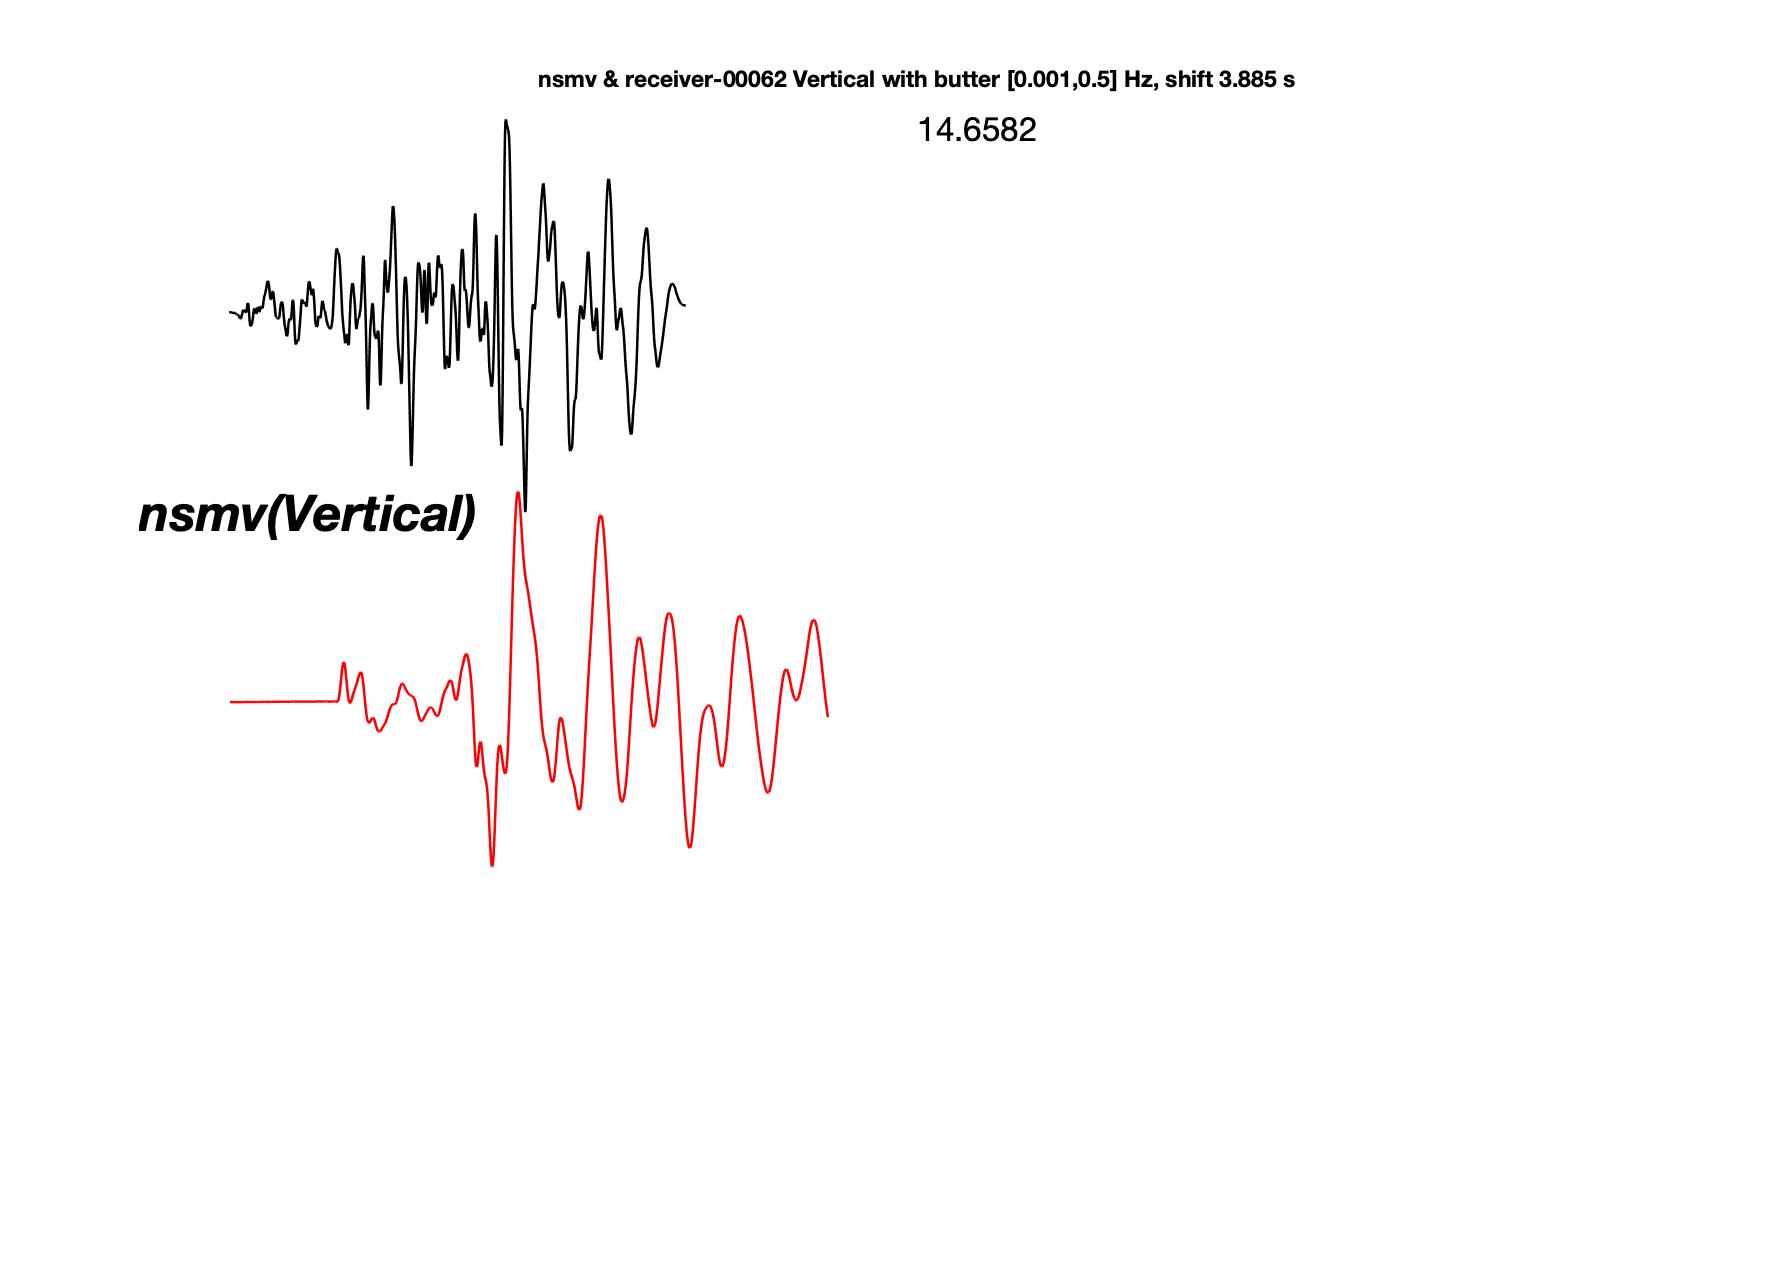 nsmv & receiver-00062 Vertical with butter [0.001,0.5] Hz, shift 3.885 s
14.6582
nsmv(Vertical)